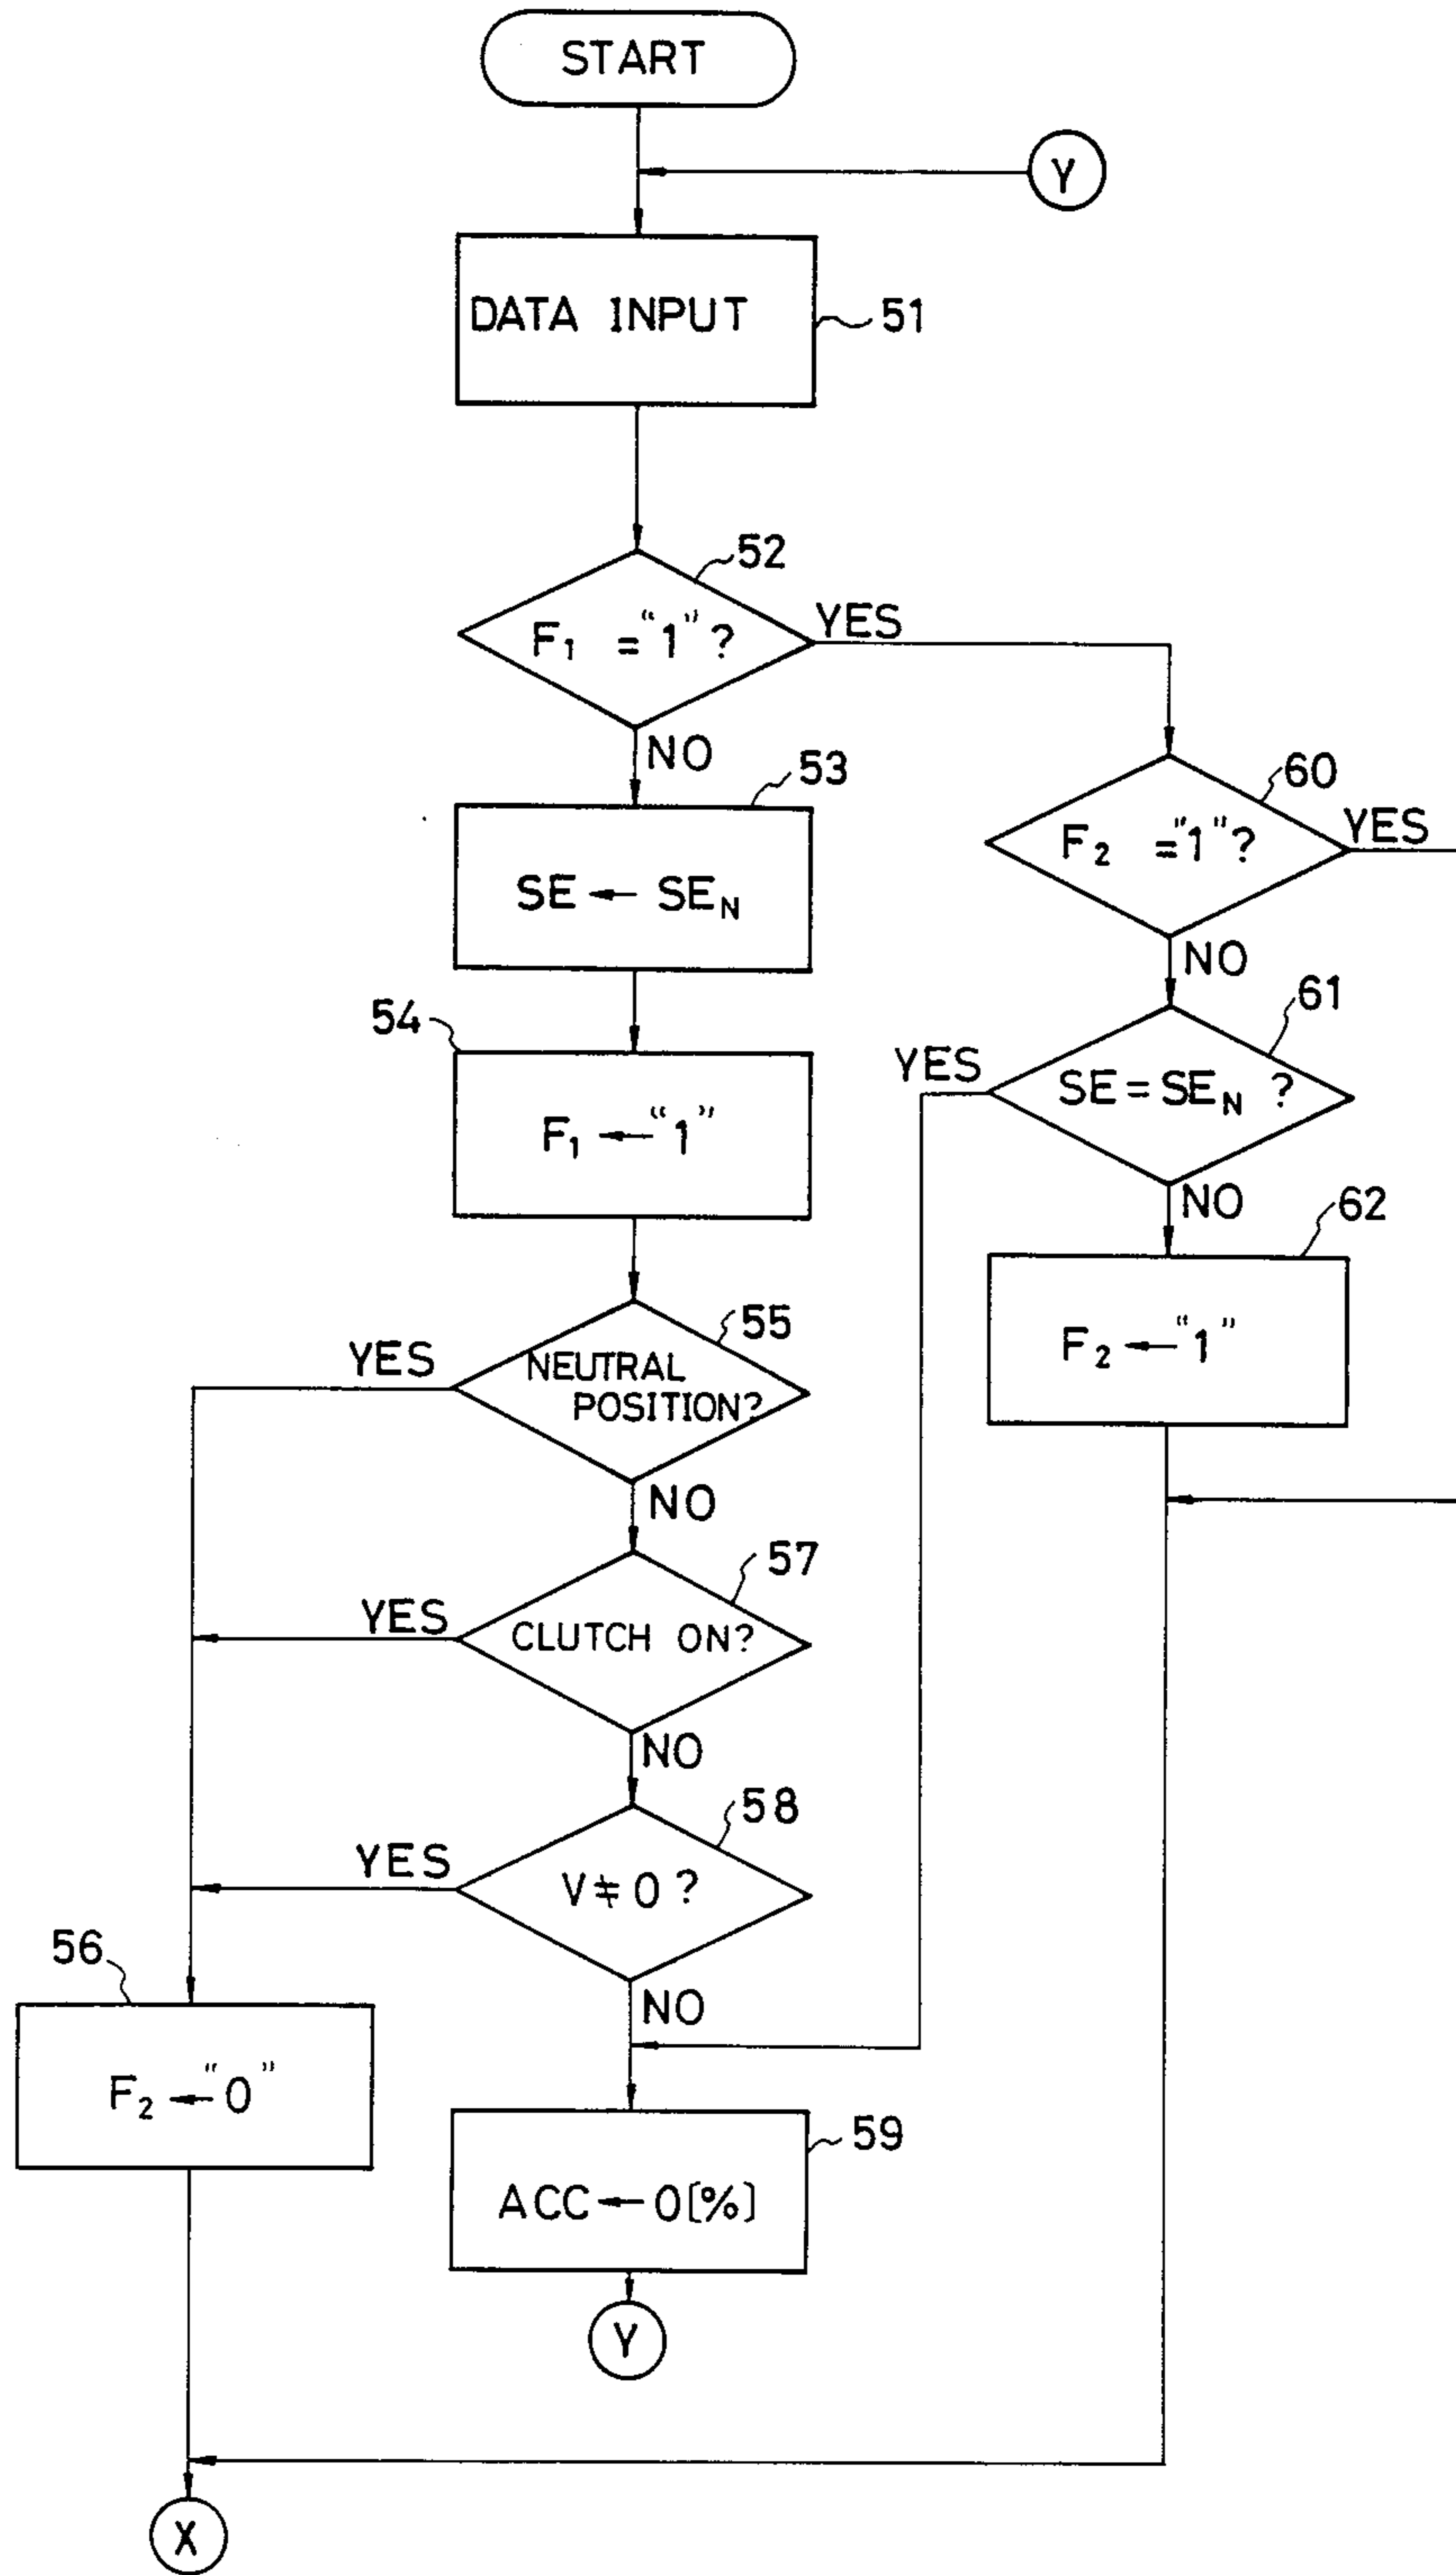 START
Y
DATA INPUT
51
52
F₁ = "1" ?
YES
NO
53
SE ← SE_N
60
F₂ = "1" ?
YES
NO
54
F₁ ← "1"
61
YES
SE = SE_N ?
NO
62
F₂ ← "1"
55
YES
NEUTRAL
POSITION?
NO
57
YES
CLUTCH ON?
NO
58
YES
V ≠ 0 ?
NO
56
F₂ ← "0"
59
ACC ← 0 [%]
Y
X